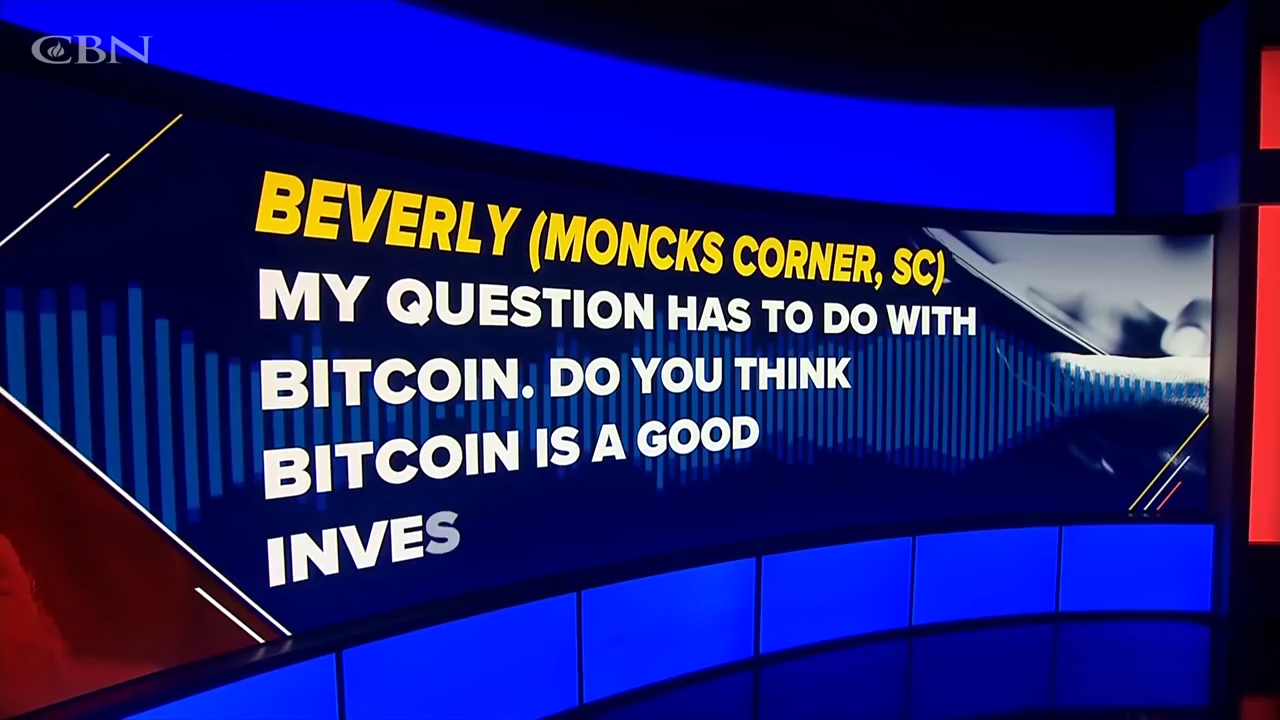 CBN
BEVERLY (MONCKS CORNER, SC)
MY QUESTION HAS TO DO WITH
BITCOIN. DO YOU THINK
BITCOIN IS A GOOD
INVES